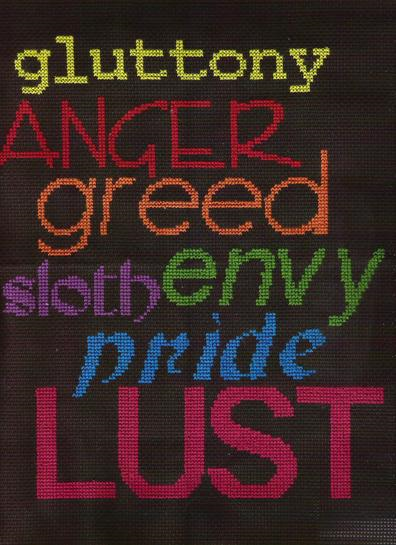 gluttony
ANGER
greed
sloth envy
pride
LUST